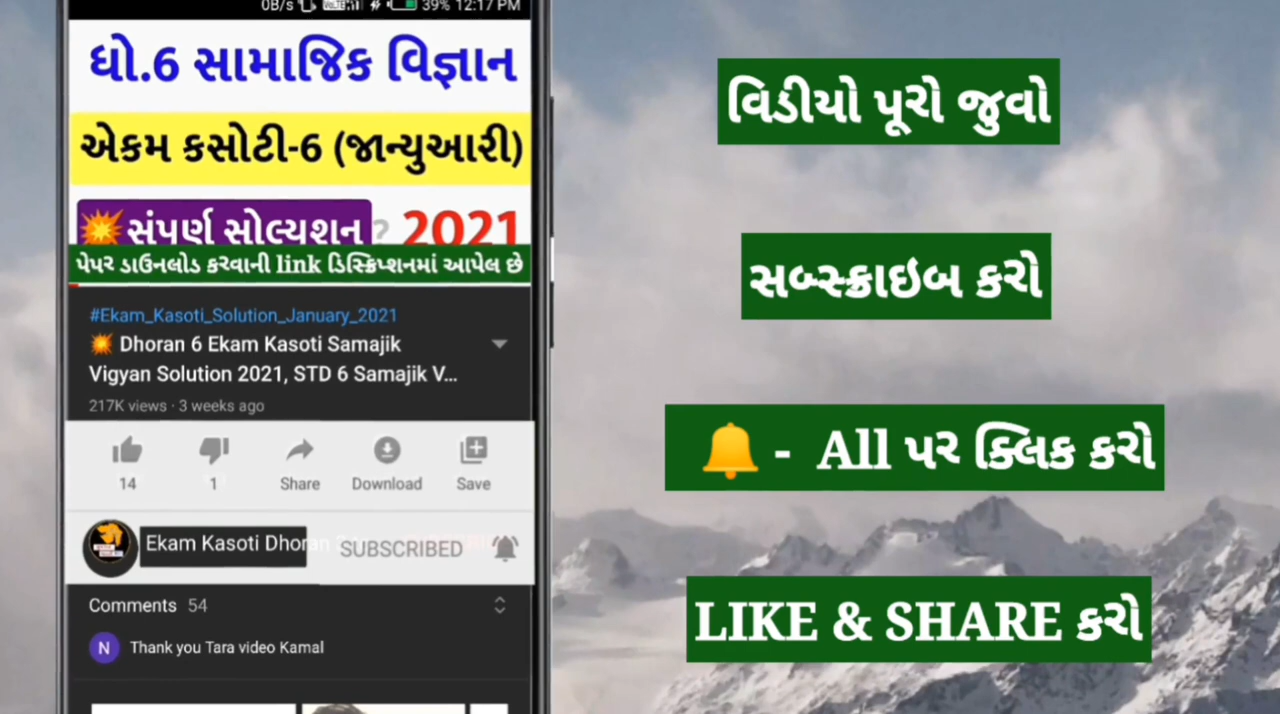 0B/s 39% 12:17 PM
ધો.6 સામાજિક વિજ્ઞાન
એકમ કસોટી-6 (જાન્યુઆરી)
💥સંપર્ણ સોલ્યશન ? 2021
પેપર ડાઉનલોડ કરવાની link ડિસ્ક્રિપ્શનમાં આપેલ છે
#Ekam_Kasoti_Solution_January_2021
💥 Dhoran 6 Ekam Kasoti Samajik
Vigyan Solution 2021, STD 6 Samajik V...
217K views · 3 weeks ago
14 1 Share Download Save
Ekam Kasoti Dhoran SUBSCRIBED
Comments 54
N Thank you Tara video Kamal
વિડીયો પૂરો જુવો
સબ્સ્ક્રાઇબ કરો
🔔 - All પર ક્લિક કરો
LIKE & SHARE કરો